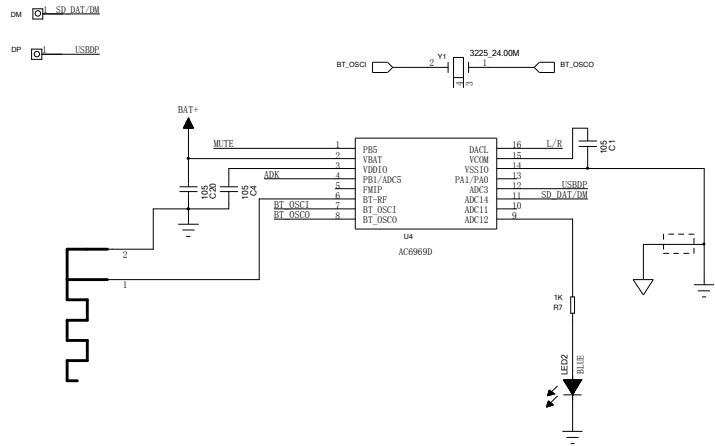 DM 1 SD_DAT/DM
DP 1 USBDP
BT_OSCI 2 Y1 1 3225_24.00M BT_OSCO
4 3
BAT+
MUTE 1 PB5 DACL 16 L/R
2 VBAT VCOM 15
3 VDDIO VSSIO 14
ADK 4 PB1/ADC5 PA1/PA0 13
5 FMIP ADC3 12 USBDP
6 BT-RF ADC14 11 SD_DAT/DM
BT_OSCI 7 BT_OSCI ADC11 10
BT_OSCO 8 BT_OSCO ADC12 9
U4
AC6969D
105 C20
105 C4
105 C1
2
1
1K
R7
LED2
BLUE